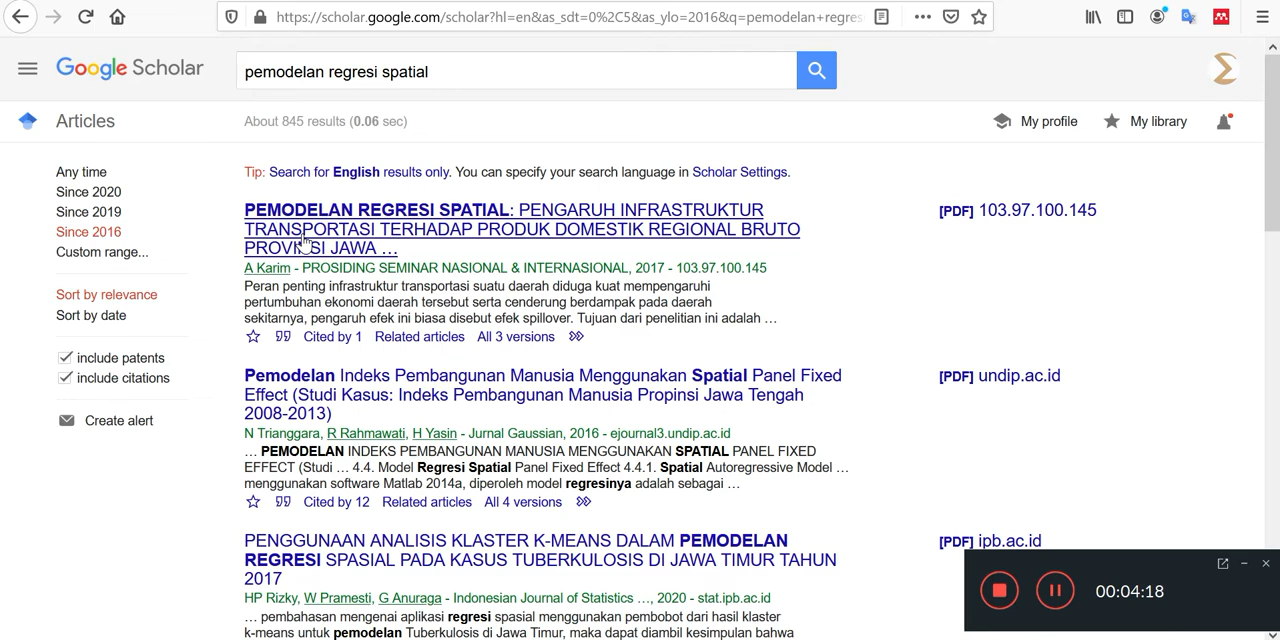 https://scholar.google.com/scholar?hl=en&as_sdt=0%2C5&as_ylo=2016&q=pemodelan+regres
Google Scholar
pemodelan regresi spatial
Articles
About 845 results (0.06 sec)
My profile
My library
Any time
Since 2020
Since 2019
Since 2016
Custom range...
Sort by relevance
Sort by date
include patents
include citations
Create alert
Tip: Search for English results only. You can specify your search language in Scholar Settings.
PEMODELAN REGRESI SPATIAL: PENGARUH INFRASTRUKTUR
TRANSPORTASI TERHADAP PRODUK DOMESTIK REGIONAL BRUTO
PROVINSI JAWA …
[PDF] 103.97.100.145
A Karim - PROSIDING SEMINAR NASIONAL & INTERNASIONAL, 2017 - 103.97.100.145
Peran penting infrastruktur transportasi suatu daerah diduga kuat mempengaruhi
pertumbuhan ekonomi daerah tersebut serta cenderung berdampak pada daerah
sekitarnya, pengaruh efek ini biasa disebut efek spillover. Tujuan dari penelitian ini adalah …
Cited by 1 Related articles All 3 versions
Pemodelan Indeks Pembangunan Manusia Menggunakan Spatial Panel Fixed
Effect (Studi Kasus: Indeks Pembangunan Manusia Propinsi Jawa Tengah
2008-2013)
[PDF] undip.ac.id
N Trianggara, R Rahmawati, H Yasin - Jurnal Gaussian, 2016 - ejournal3.undip.ac.id
… PEMODELAN INDEKS PEMBANGUNAN MANUSIA MENGGUNAKAN SPATIAL PANEL FIXED
EFFECT (Studi … 4.4. Model Regresi Spatial Panel Fixed Effect 4.4.1. Spatial Autoregressive Model …
menggunakan software Matlab 2014a, diperoleh model regresinya adalah sebagai …
Cited by 12 Related articles All 4 versions
PENGGUNAAN ANALISIS KLASTER K-MEANS DALAM PEMODELAN
REGRESI SPASIAL PADA KASUS TUBERKULOSIS DI JAWA TIMUR TAHUN
2017
[PDF] ipb.ac.id
HP Rizky, W Pramesti, G Anuraga - Indonesian Journal of Statistics …, 2020 - stat.ipb.ac.id
… pembahasan mengenai aplikasi regresi spasial menggunakan pembobot dari hasil klaster
k-means untuk pemodelan Tuberkulosis di Jawa Timur, maka dapat diambil kesimpulan bahwa
00:04:18